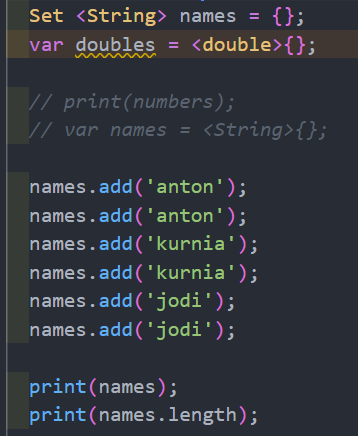 Set <String> names = {};
var doubles = <double>{};
// print(numbers);
// var names = <String>{};
names.add('anton');
names.add('anton');
names.add('kurnia');
names.add('kurnia');
names.add('jodi');
names.add('jodi');
print(names);
print(names.length);